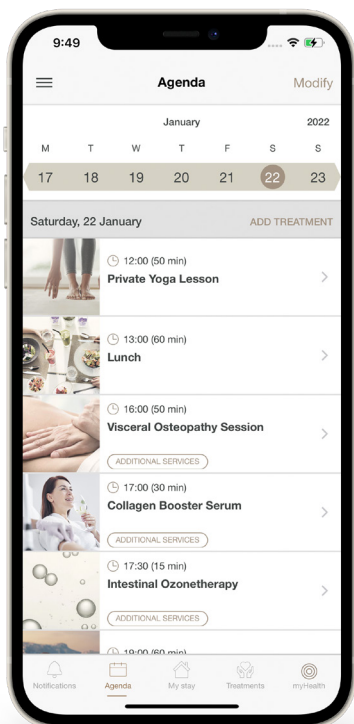 9:49
Agenda
Modify
January
2022
M T W T F S S
17 18 19 20 21 22 23
Saturday, 22 January
ADD TREATMENT
12:00 (50 min)
Private Yoga Lesson
13:00 (60 min)
Lunch
16:00 (50 min)
Visceral Osteopathy Session
ADDITIONAL SERVICES
17:00 (30 min)
Collagen Booster Serum
ADDITIONAL SERVICES
17:30 (15 min)
Intestinal Ozonetherapy
ADDITIONAL SERVICES
19:00 (60 min)
Notifications
Agenda
My stay
Treatments
myHealth